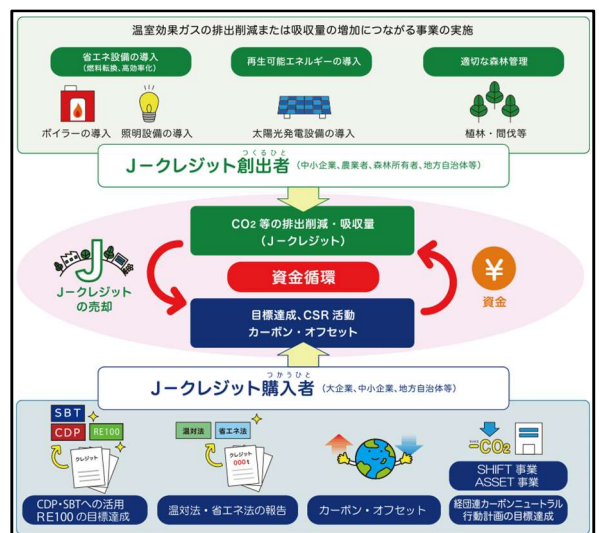 温室効果ガスの排出削減または吸収量の増加につながる事業の実施
省エネ設備の導入
(燃料転換、高効率化)
再生可能エネルギーの導入
適切な森林管理
ボイラーの導入
照明設備の導入
太陽光発電設備の導入
植林・間伐等
つくるひと
Jークレジット創出者(中小企業、農業者、森林所有者、地方自治体等)
CO2 等の排出削減・吸収量
(Jークレジット)
J
Jークレジット
の売却
資金循環
¥
資金
目標達成、CSR 活動
カーボン・オフセット
つかうひと
Jークレジット購入者(大企業、中小企業、地方自治体等)
SBT
CDP
RE100
クレジット
CDP・SBTへの活用
RE100 の目標達成
温対法
省エネ法
クレジット
000t
温対法・省エネ法の報告
カーボン・オフセット
-CO2
SHIFT 事業
ASSET 事業
経団連カーボンニュートラル
行動計画の目標達成